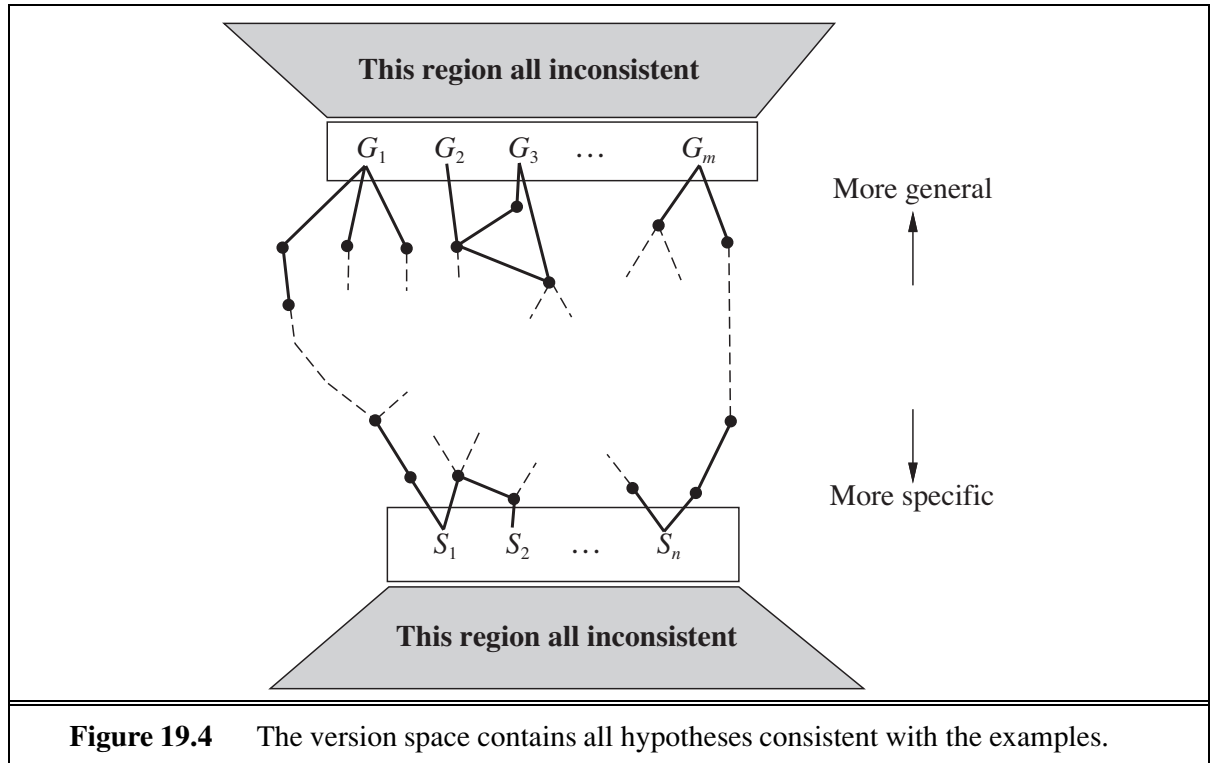 This region all inconsistent
G1 G2 G3 … Gm
More general
More specific
S1 S2 … Sn
This region all inconsistent
Figure 19.4 The version space contains all hypotheses consistent with the examples.